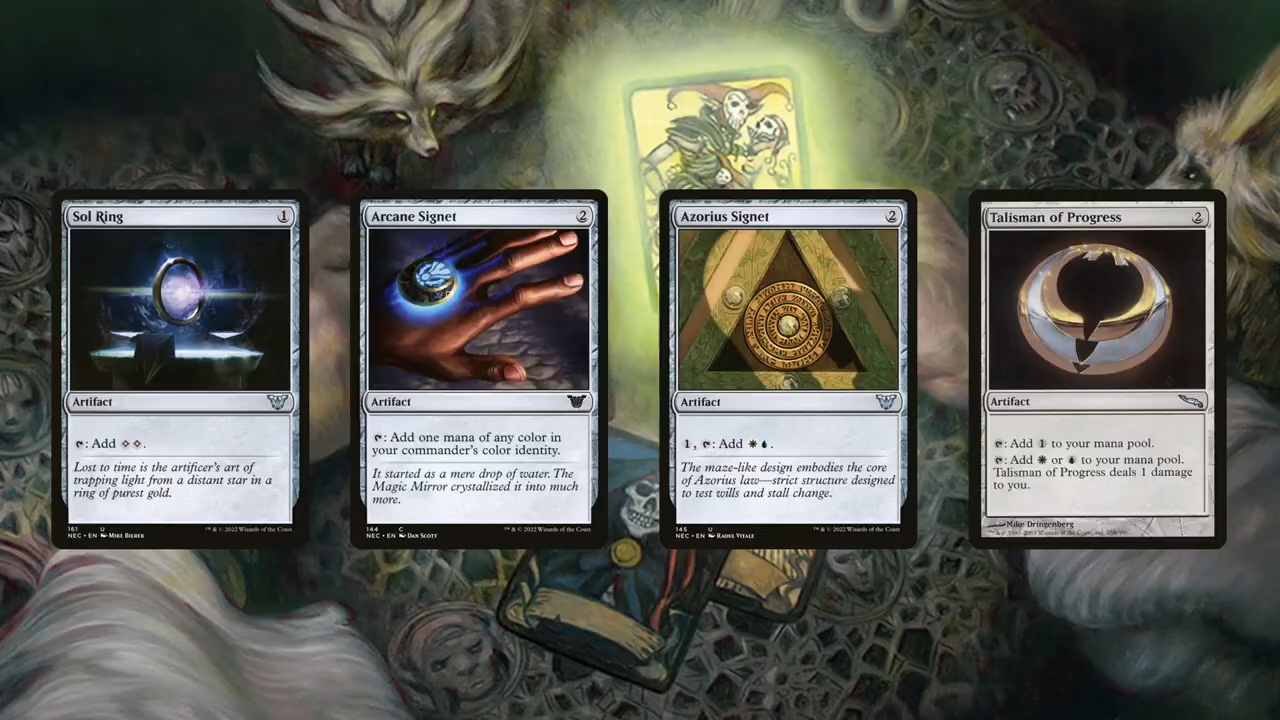 Sol Ring 1
Artifact
: Add .
Lost to time is the artificer's art of
trapping light from a distant star in a
ring of purest gold.
161 U
NEC • EN MIKE BIEREK
™ & © 2022 Wizards of the Coast
Arcane Signet 2
Artifact
: Add one mana of any color in
your commander's color identity.
It started as a mere drop of water. The
Magic Mirror crystallized it into much
more.
144 C
NEC • EN DAN SCOTT
™ & © 2022 Wizards of the Coast
Azorius Signet 2
Artifact
1, : Add .
The maze-like design embodies the core
of Azorius law—strict structure designed
to test wills and stall change.
145 U
NEC • EN RAOUL VITALE
™ & © 2022 Wizards of the Coast
Talisman of Progress 2
Artifact
: Add 1 to your mana pool.
: Add or to your mana pool.
Talisman of Progress deals 1 damage
to you.
Mike Dringenberg